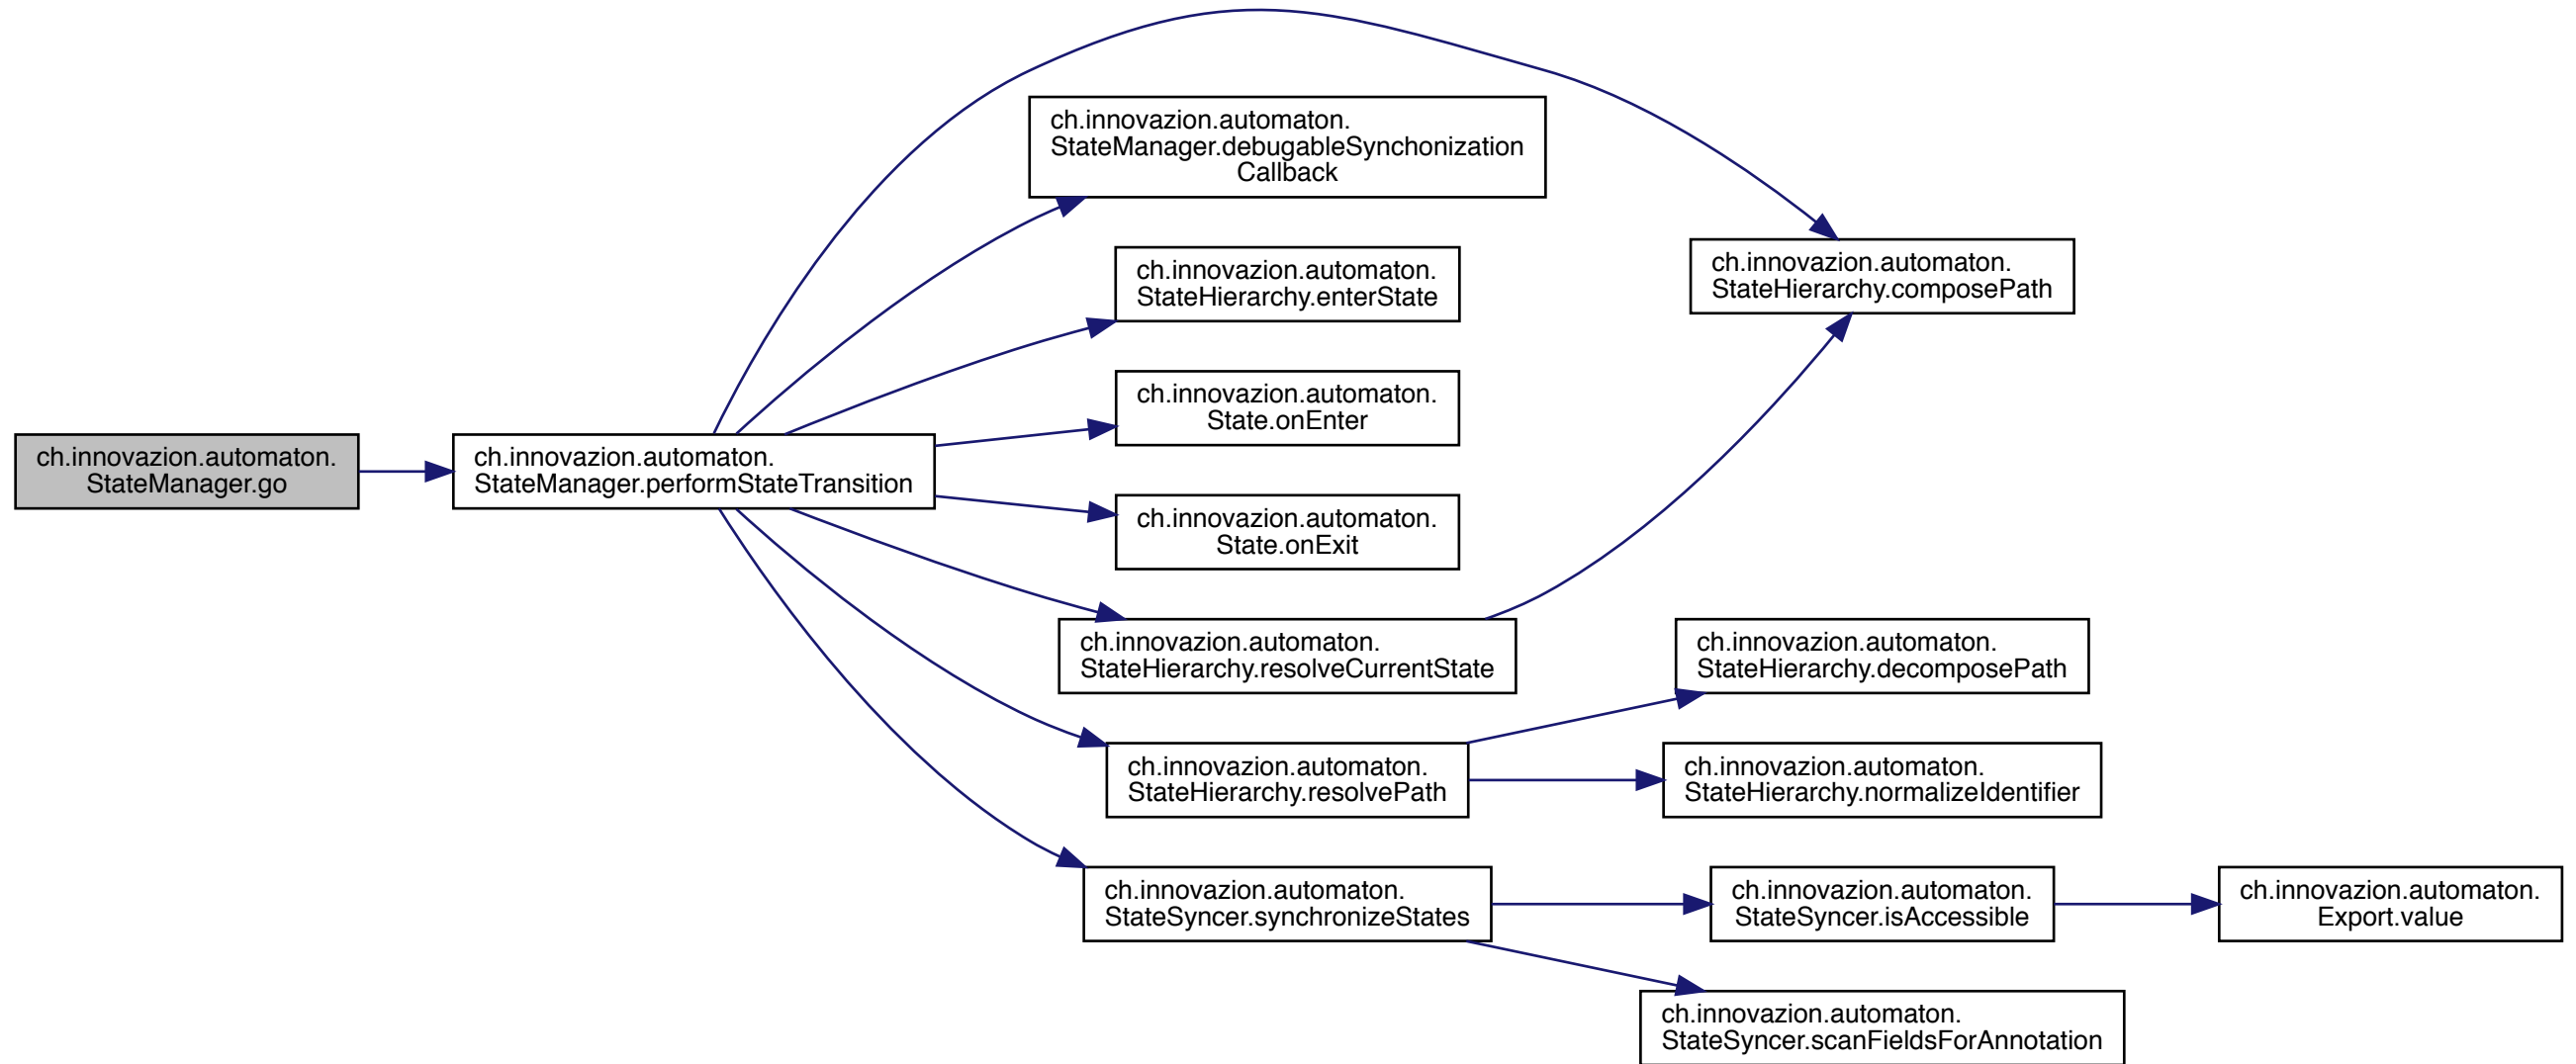 ch.innovazion.automaton.
StateManager.go
ch.innovazion.automaton.
StateManager.performStateTransition
ch.innovazion.automaton.
StateManager.debugableSynchonization
Callback
ch.innovazion.automaton.
StateHierarchy.enterState
ch.innovazion.automaton.
State.onEnter
ch.innovazion.automaton.
State.onExit
ch.innovazion.automaton.
StateHierarchy.resolveCurrentState
ch.innovazion.automaton.
StateHierarchy.resolvePath
ch.innovazion.automaton.
StateSyncer.synchronizeStates
ch.innovazion.automaton.
StateHierarchy.composePath
ch.innovazion.automaton.
StateHierarchy.decomposePath
ch.innovazion.automaton.
StateHierarchy.normalizeIdentifier
ch.innovazion.automaton.
StateSyncer.isAccessible
ch.innovazion.automaton.
StateSyncer.scanFieldsForAnnotation
ch.innovazion.automaton.
Export.value